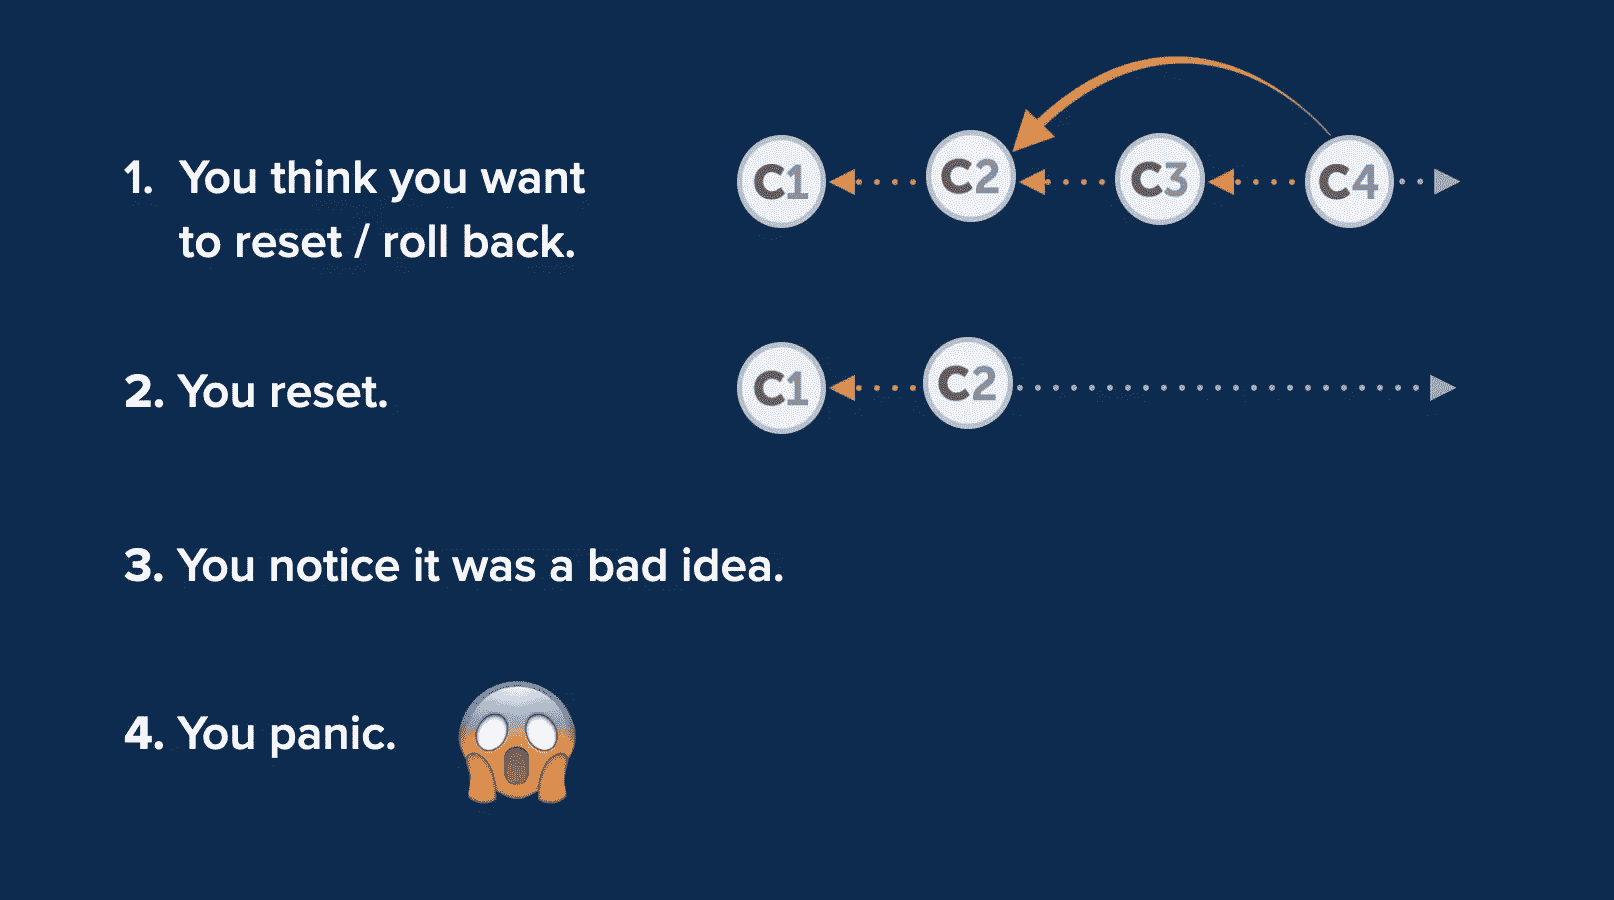 1. You think you want
to reset / roll back.
C1 C2 C3 C4
2. You reset.
C1 C2
3. You notice it was a bad idea.
4. You panic.